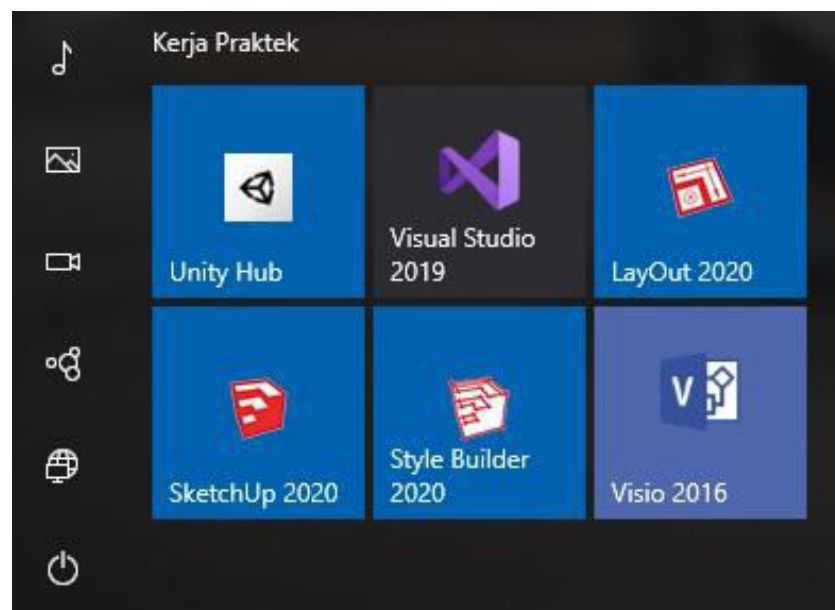 Kerja Praktek
Unity Hub
Visual Studio
2019
LayOut 2020
SketchUp 2020
Style Builder
2020
V
Visio 2016